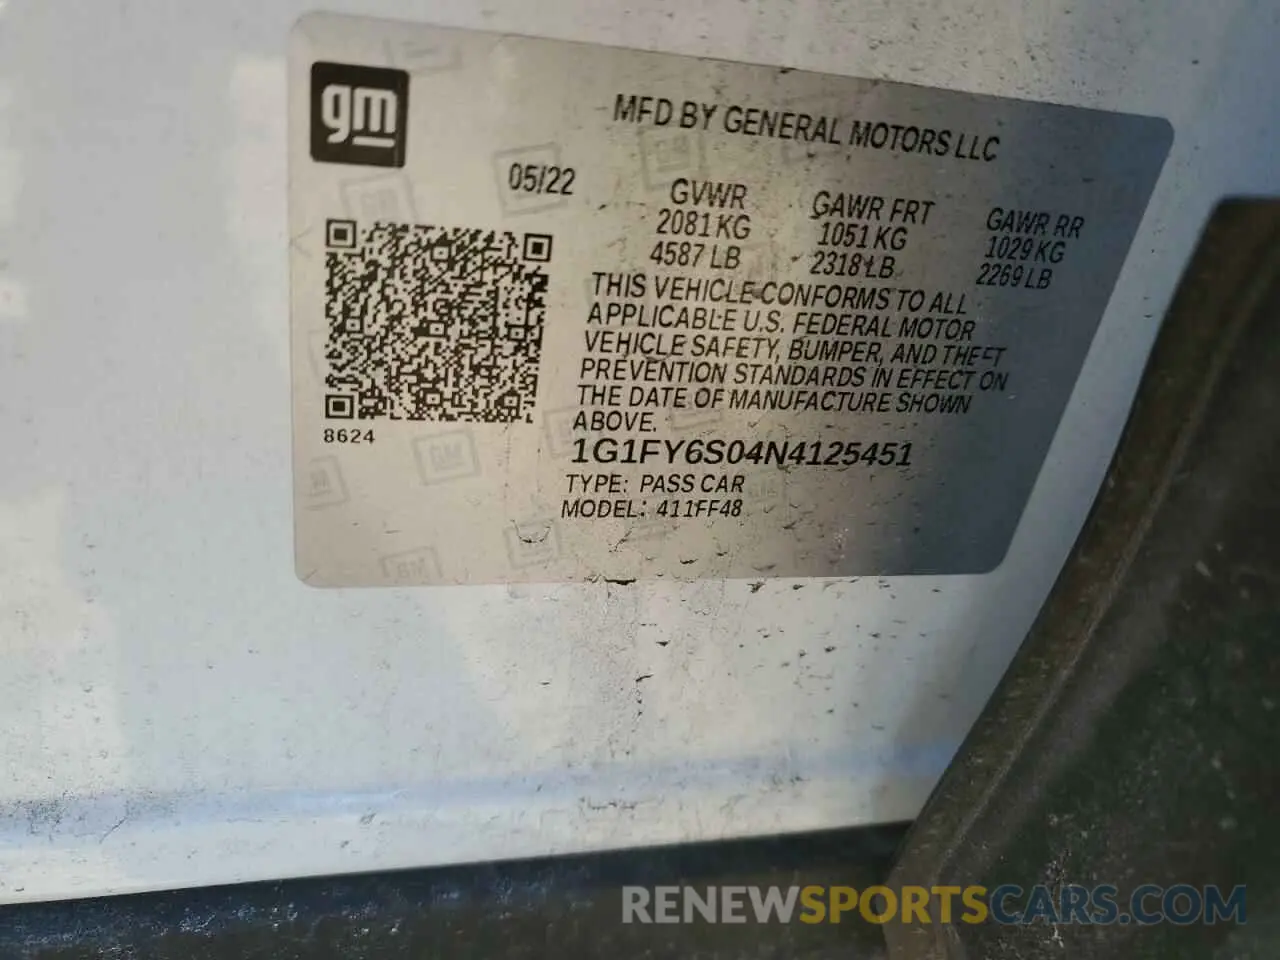 gm
MFD BY GENERAL MOTORS LLC
05/22
GVWR
2081 KG
4587 LB
GAWR FRT
1051 KG
2318 LB
GAWR RR
1029 KG
2269 LB
THIS VEHICLE CONFORMS TO ALL
APPLICABLE U.S. FEDERAL MOTOR
VEHICLE SAFETY, BUMPER, AND THEFT
PREVENTION STANDARDS IN EFFECT ON
THE DATE OF MANUFACTURE SHOWN
ABOVE.
8624
1G1FY6S04N4125451
TYPE: PASS CAR
MODEL: 411FF48
RENEWSPORTSCARS.COM